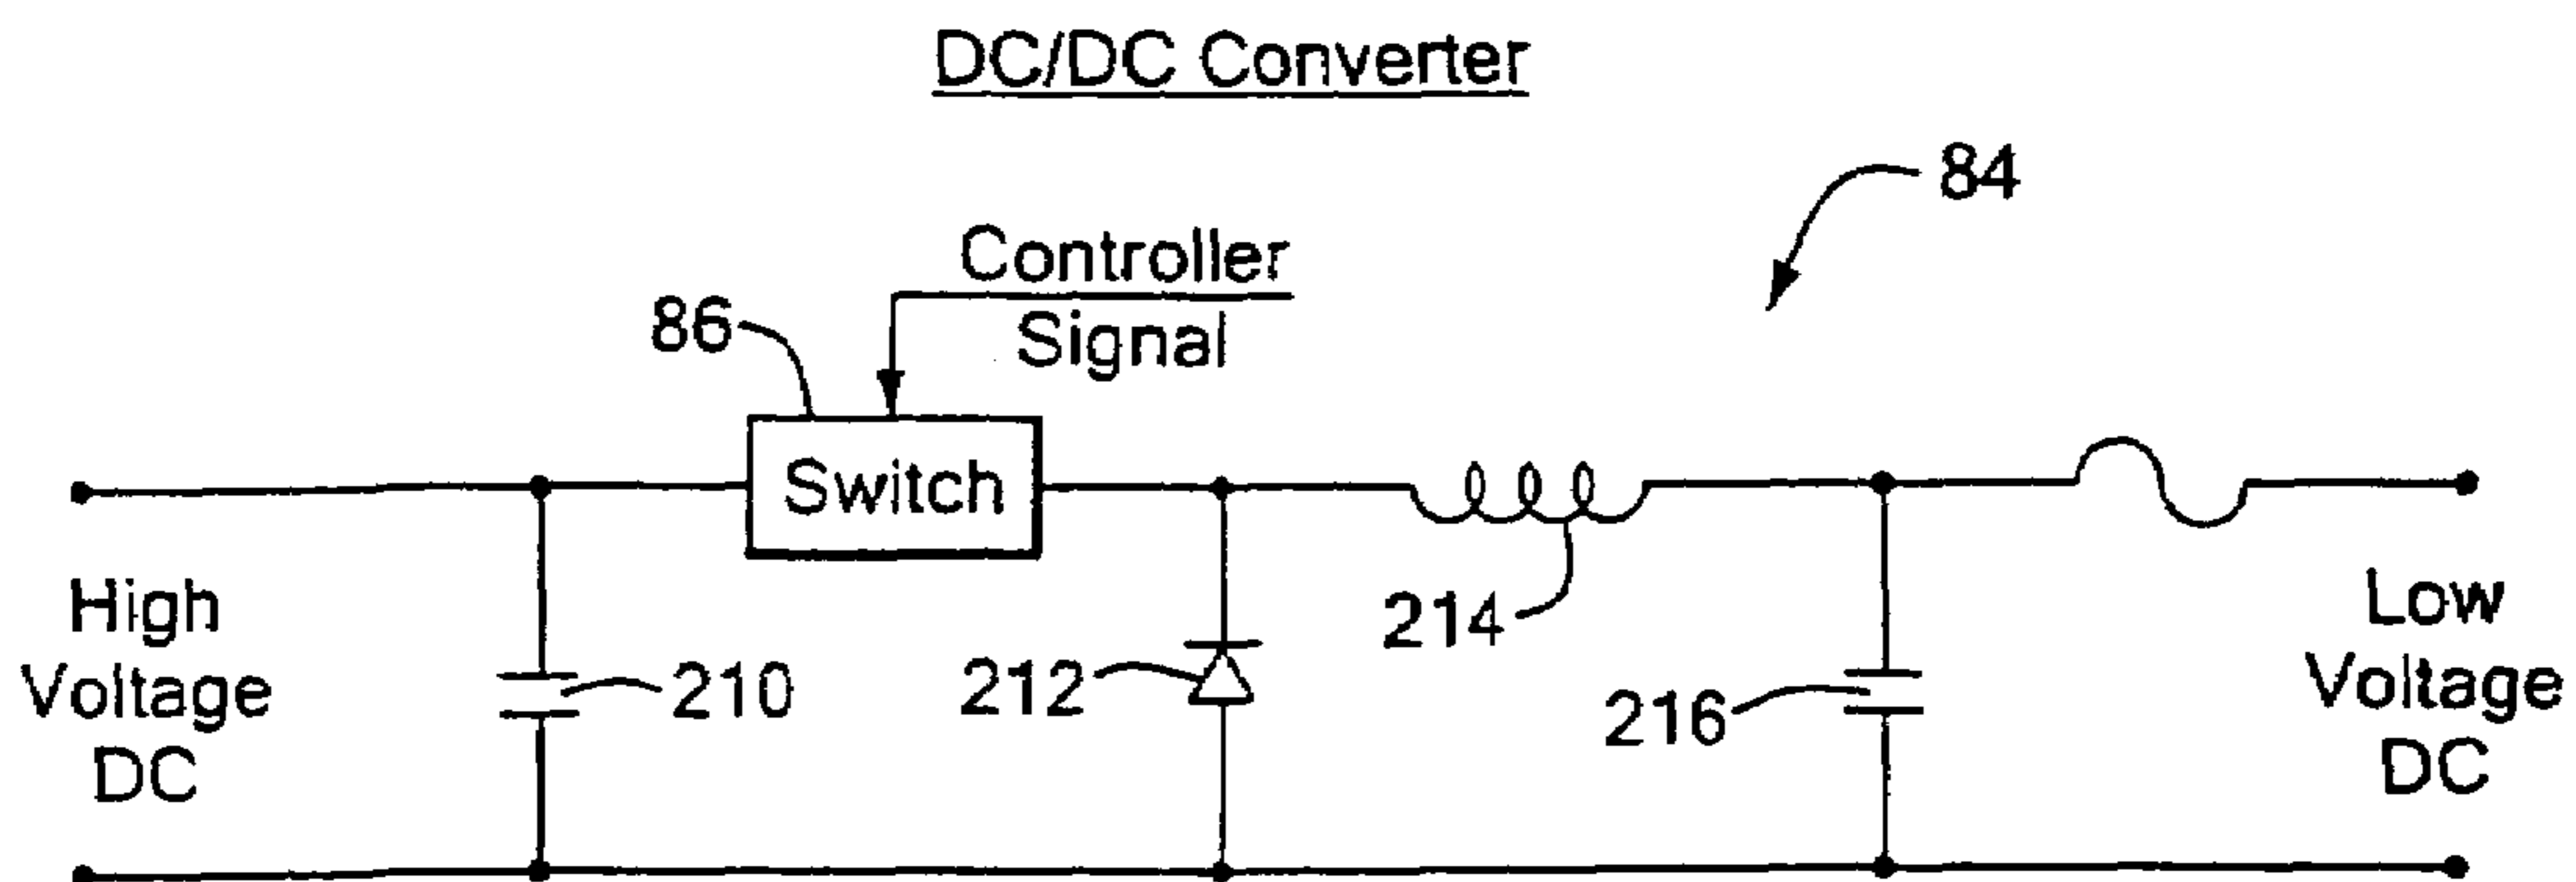 DC/DC Converter
84
Controller
Signal
86
Switch
High
Voltage
DC
210
212
214
216
Low
Voltage
DC